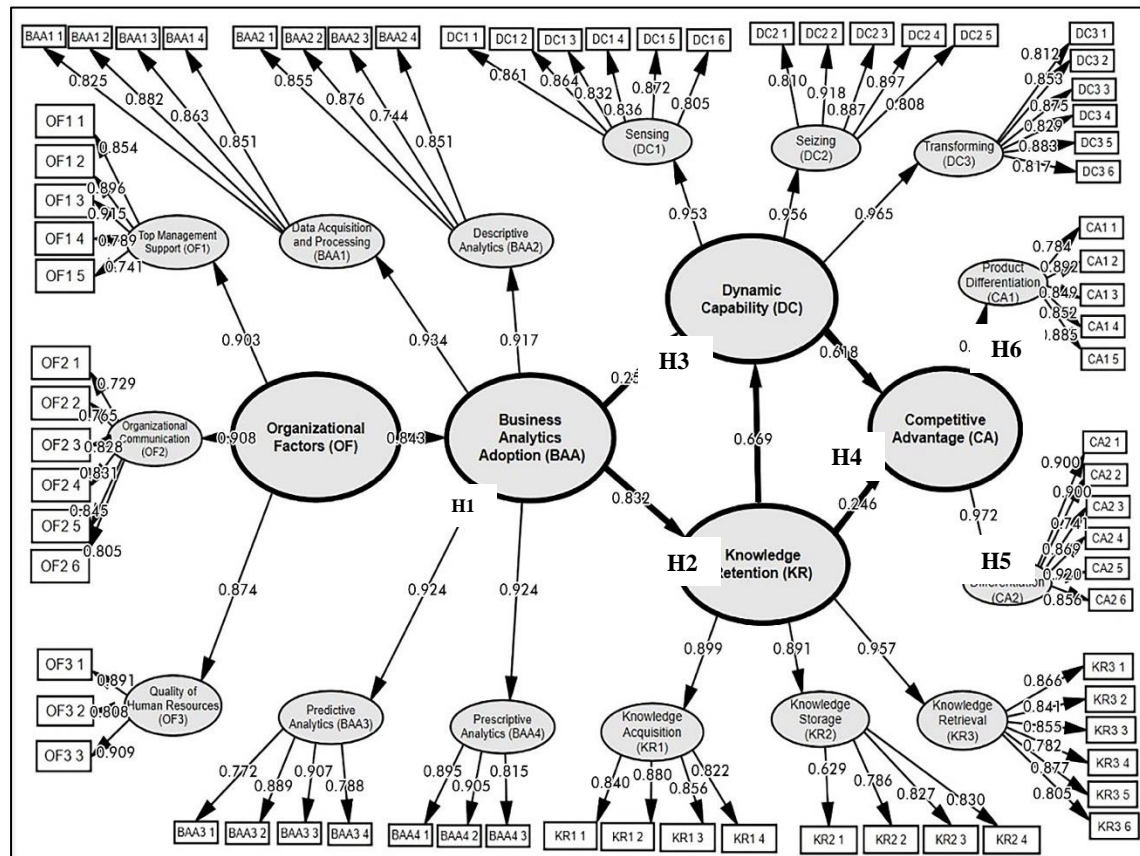 BAA1 1 BAA1 2 BAA1 3 BAA1 4 BAA2 1 BAA2 2 BAA2 3 BAA2 4 DC1 1 DC1 2 DC1 3 DC1 4 DC1 5 DC1 6 DC2 1 DC2 2 DC2 3 DC2 4 DC2 5
DC3 1
DC3 2
DC3 3
DC3 4
DC3 5
DC3 6
0.825
0.882
0.863
0.851
0.855
0.876
0.744
0.851
0.861
0.864
0.832
0.836
0.872
0.805
0.810
0.918
0.887
0.897
0.808
0.812
0.853
0.875
0.829
0.883
0.817
Sensing
(DC1)
Seizing
(DC2)
Transforming
(DC3)
0.953
0.956
0.965
OF1 1
OF1 2
OF1 3
OF1 4
OF1 5
0.854
0.896
0.915
0.789
0.741
Top Management
Support (OF1)
Data Acquisition
and Processing
(BAA1)
Descriptive
Analytics (BAA2)
0.903
0.934
0.917
Dynamic
Capability (DC)
Product
Differentiation
(CA1)
0.784
0.892
0.849
0.852
0.885
CA1 1
CA1 2
CA1 3
CA1 4
CA1 5
H3
H6
0.618
OF2 1
OF2 2
OF2 3
OF2 4
OF2 5
OF2 6
0.729
0.765
0.828
0.831
0.845
0.805
Organizational
Communication
(OF2)
0.908
Organizational
Factors (OF)
0.843
Business
Analytics
Adoption (BAA)
H1
0.669
Competitive
Advantage (CA)
H4
0.246
0.832
H2
Knowledge
Retention (KR)
0.972
H5
Differentiation
(CA2)
0.900
0.900
0.741
0.869
0.920
0.856
CA2 1
CA2 2
CA2 3
CA2 4
CA2 5
CA2 6
0.874
0.924
0.924
0.899
0.891
0.957
OF3 1
OF3 2
OF3 3
0.891
0.808
0.909
Quality of
Human Resources
(OF3)
Predictive
Analytics (BAA3)
Prescriptive
Analytics (BAA4)
Knowledge
Acquisition
(KR1)
Knowledge
Storage
(KR2)
Knowledge
Retrieval
(KR3)
0.866
0.841
0.855
0.782
0.877
0.805
KR3 1
KR3 2
KR3 3
KR3 4
KR3 5
KR3 6
0.772
0.889
0.907
0.788
0.895
0.905
0.815
0.840
0.880
0.856
0.822
0.629
0.786
0.827
0.830
BAA3 1 BAA3 2 BAA3 3 BAA3 4 BAA4 1 BAA4 2 BAA4 3 KR1 1 KR1 2 KR1 3 KR1 4 KR2 1 KR2 2 KR2 3 KR2 4